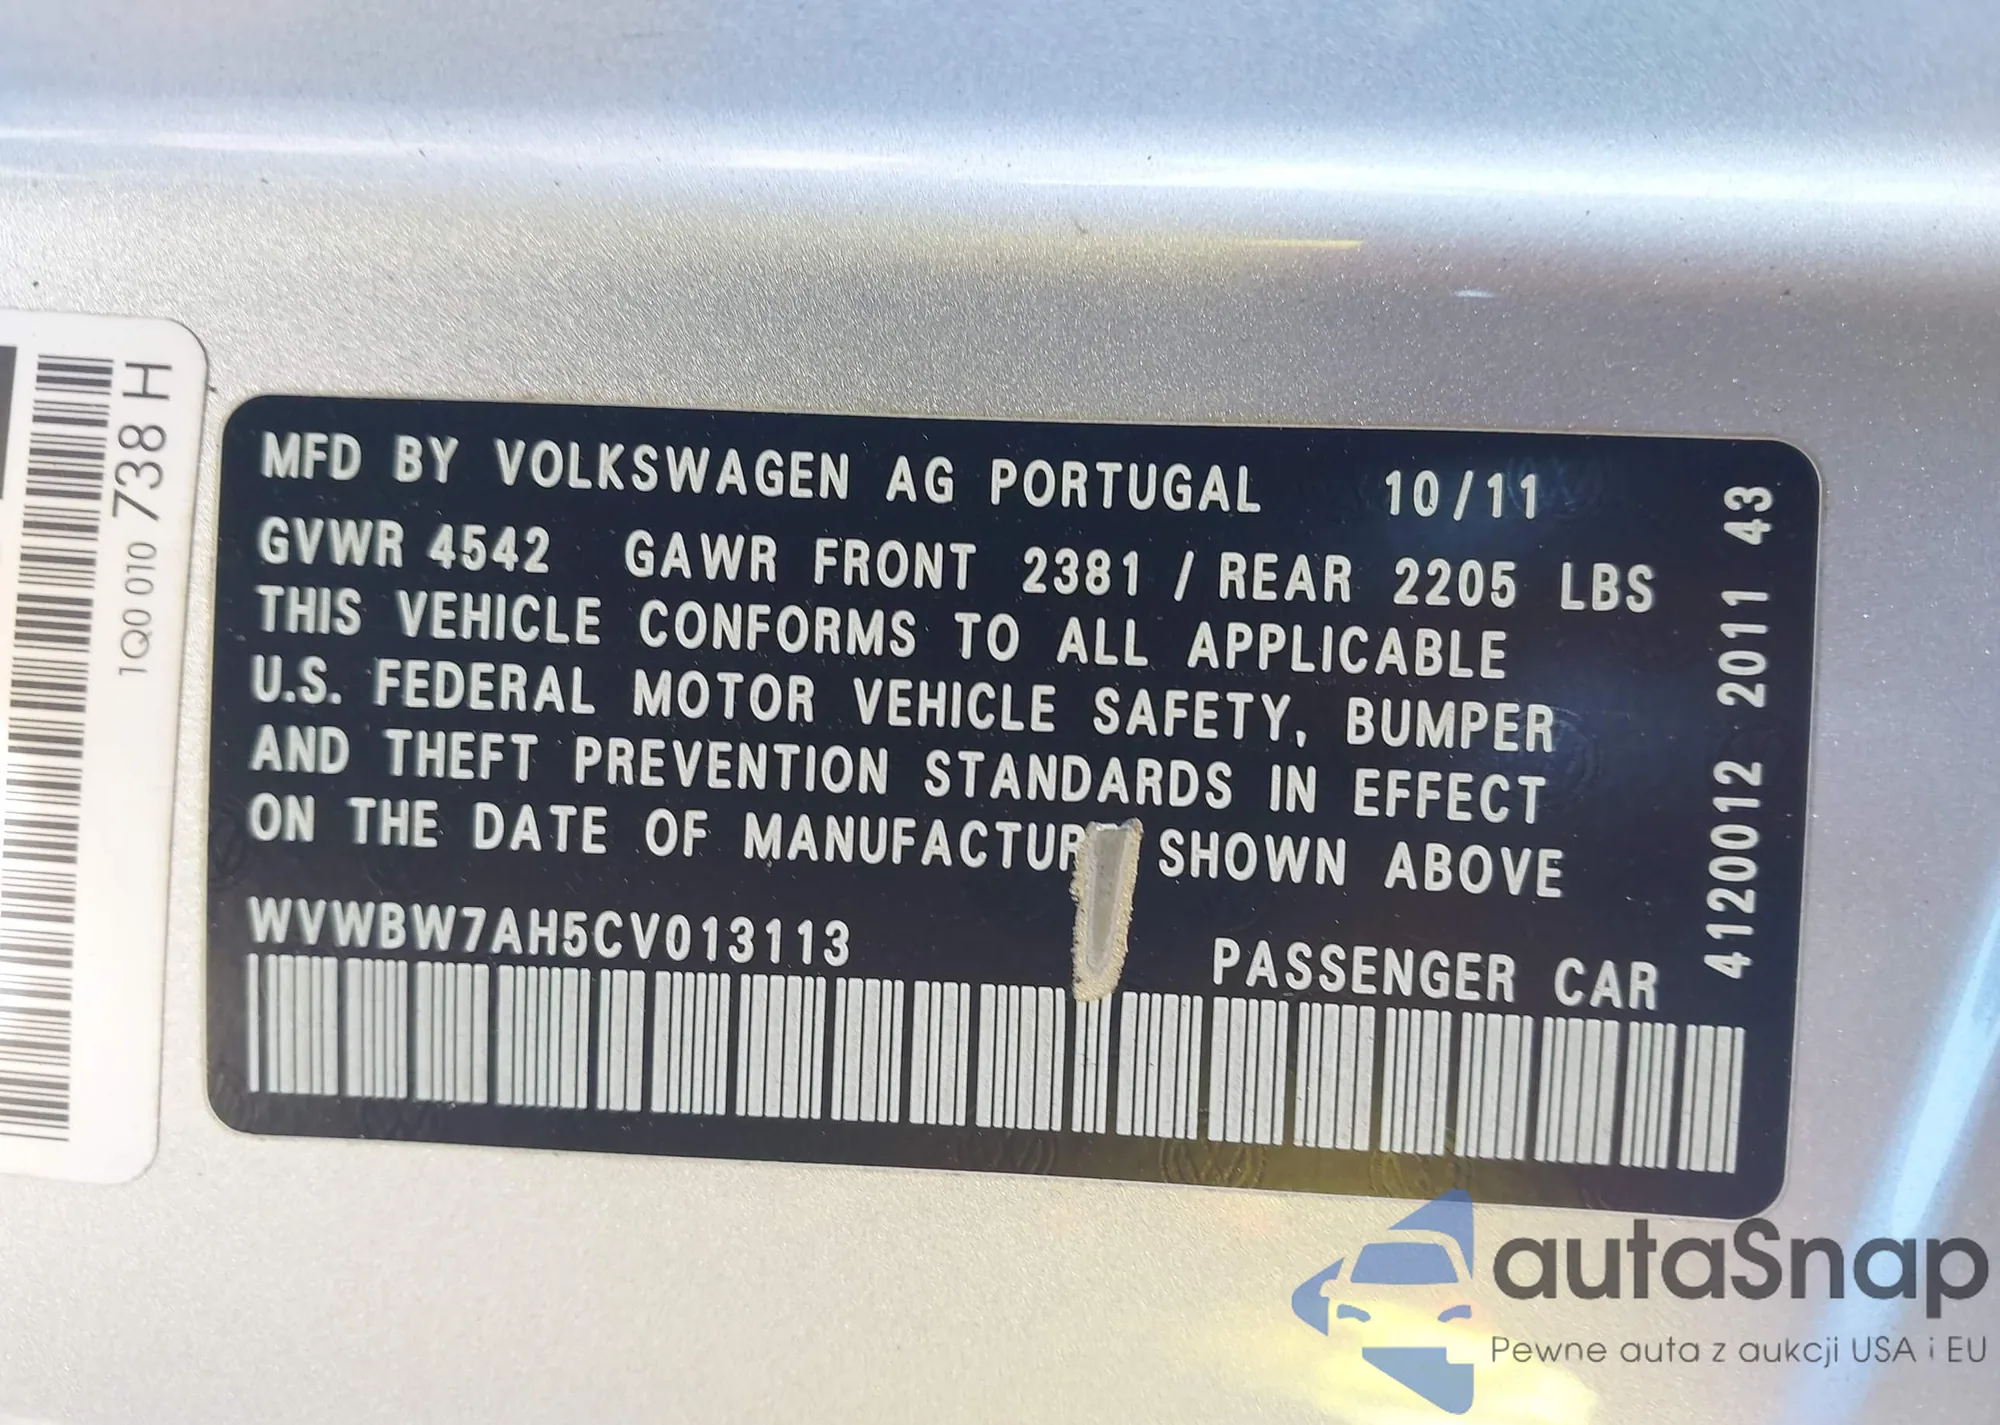 MFD BY VOLKSWAGEN AG PORTUGAL 10/11
GVWR 4542 GAWR FRONT 2381 / REAR 2205 LBS
THIS VEHICLE CONFORMS TO ALL APPLICABLE
U.S. FEDERAL MOTOR VEHICLE SAFETY, BUMPER
AND THEFT PREVENTION STANDARDS IN EFFECT
ON THE DATE OF MANUFACTUR SHOWN ABOVE
WVWBW7AH5CV013113
PASSENGER CAR
4120012 2011 43
1Q0 010 738 H
autaSnap
Pewne auta z aukcji USA i EU